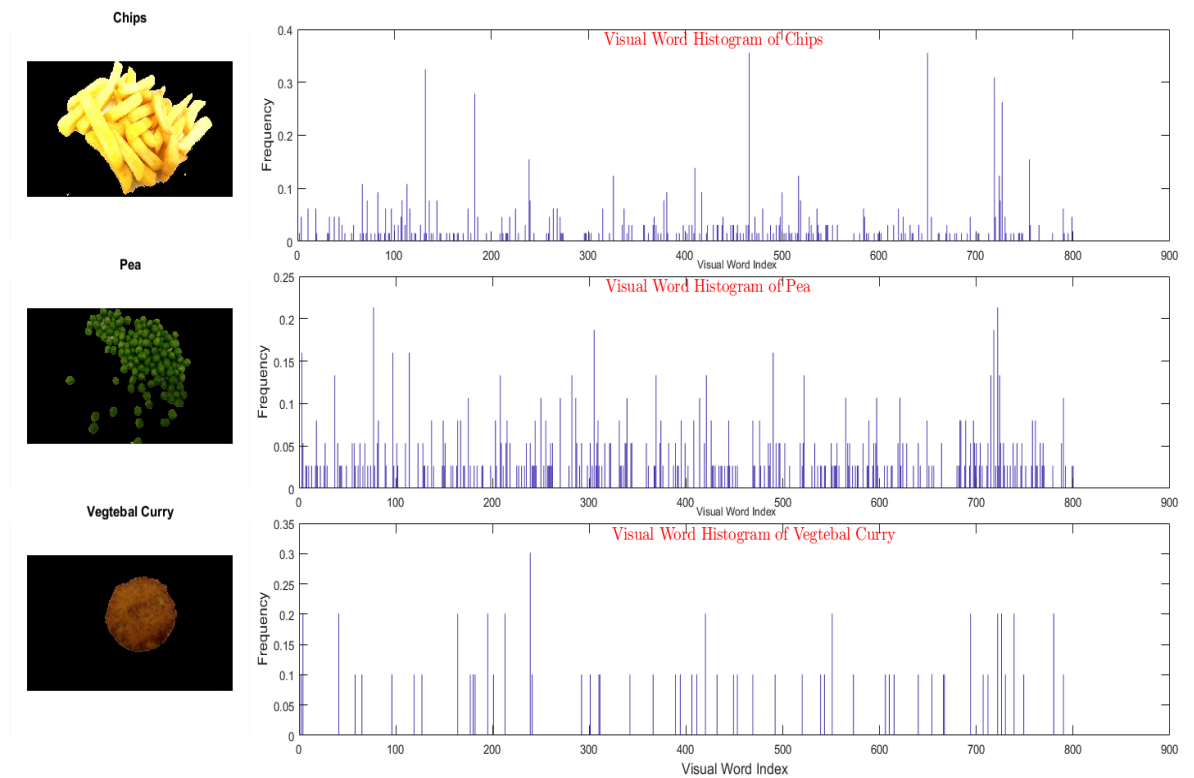 Chips
Visual Word Histogram of Chips
0.4
0.3
0.2
0.1
0
Frequency
0 100 200 300 400 500 600 700 800 900
Visual Word Index
Pea
Visual Word Histogram of Pea
0.25
0.2
0.15
0.1
0.05
0
Frequency
0 100 200 300 400 500 600 700 800 900
Visual Word Index
Vegtebal Curry
Visual Word Histogram of Vegtebal Curry
0.35
0.3
0.25
0.2
0.15
0.1
0.05
0
Frequency
0 100 200 300 400 500 600 700 800 900
Visual Word Index